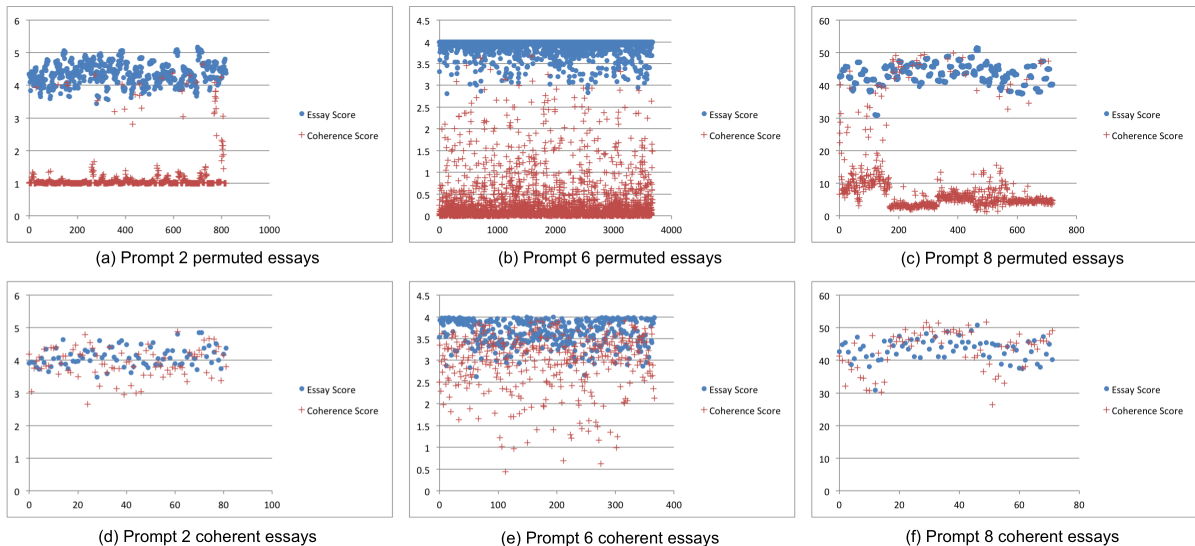 6
5
4
3
2
1
0
0 200 400 600 800 1000
Essay Score
Coherence Score
(a) Prompt 2 permuted essays
4.5
4
3.5
3
2.5
2
1.5
1
0.5
0
0 1000 2000 3000 4000
Essay Score
Coherence Score
(b) Prompt 6 permuted essays
60
50
40
30
20
10
0
0 200 400 600 800
Essay Score
Coherence Score
(c) Prompt 8 permuted essays
6
5
4
3
2
1
0
0 20 40 60 80 100
Essay Score
Coherence Score
(d) Prompt 2 coherent essays
4.5
4
3.5
3
2.5
2
1.5
1
0.5
0
0 100 200 300 400
Essay Score
Coherence Score
(e) Prompt 6 coherent essays
60
50
40
30
20
10
0
0 20 40 60 80
Essay Score
Coherence Score
(f) Prompt 8 coherent essays